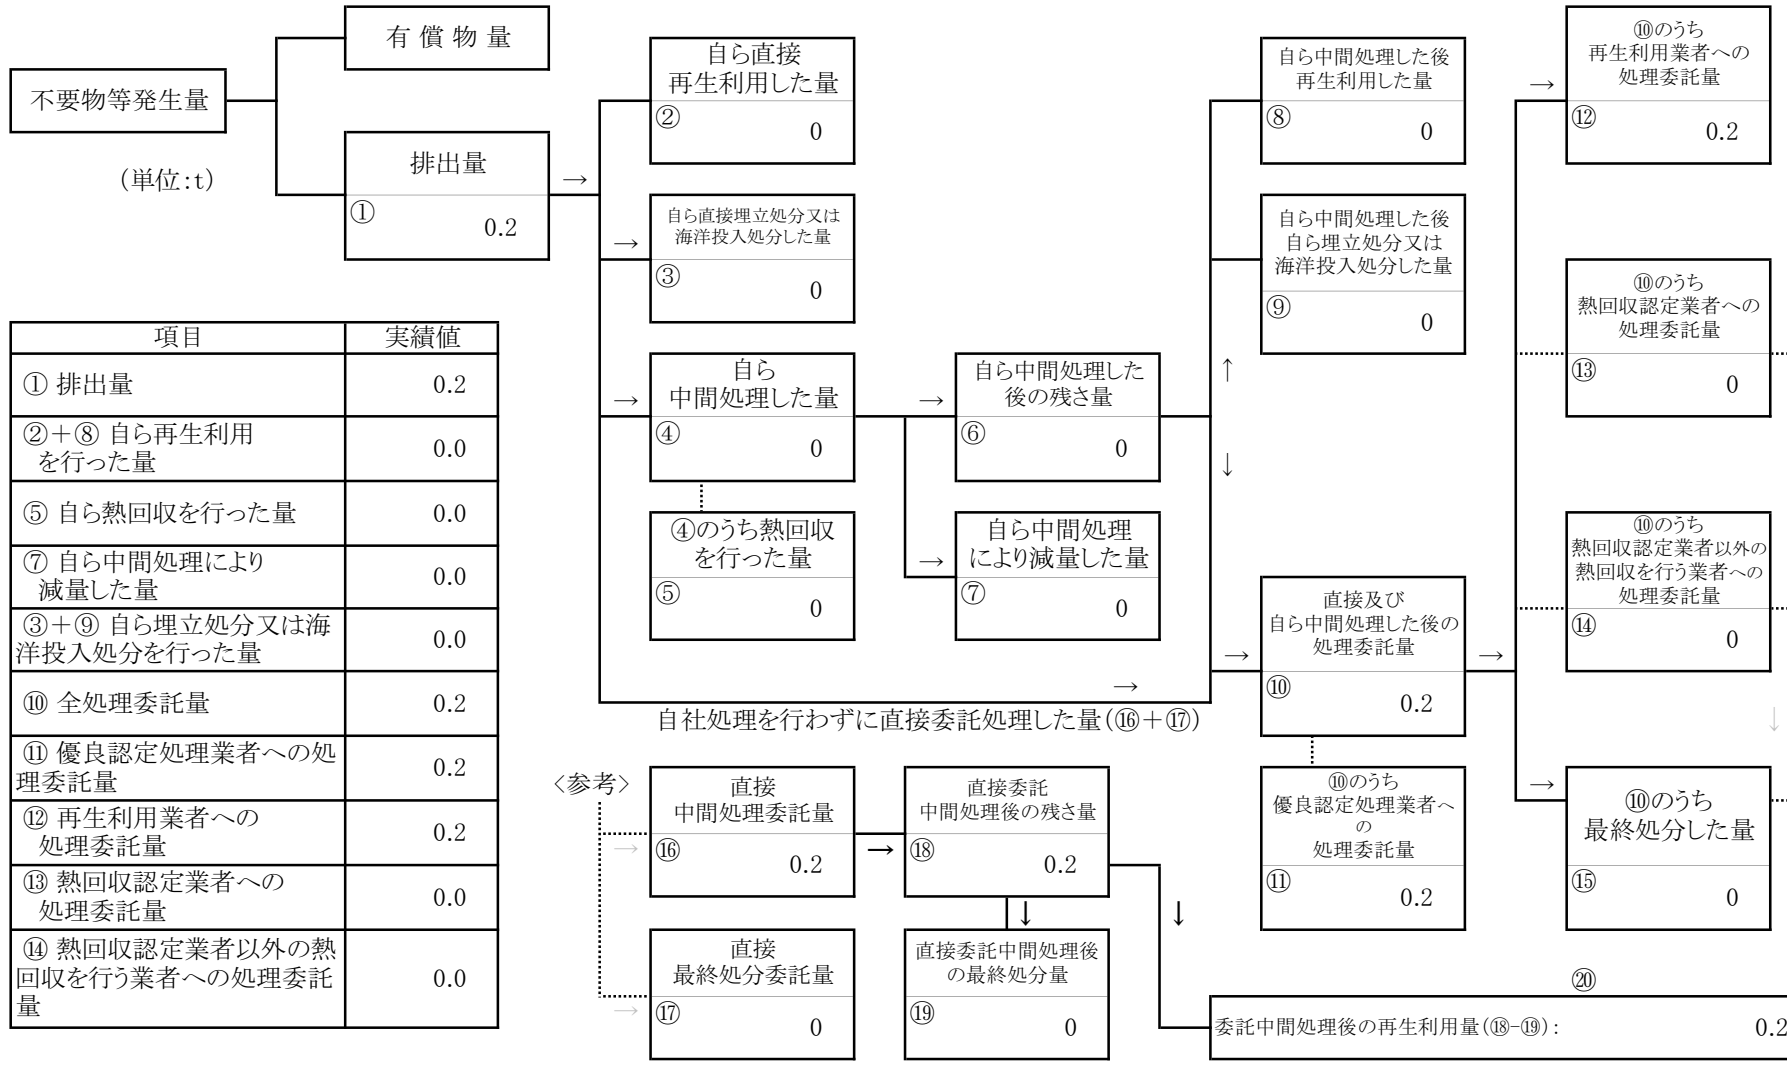 不要物等発生量
(単位:t)
有 償 物 量
排出量
①
0.2
→
自ら直接
再生利用した量
②
0
→
自ら直接埋立処分又は
海洋投入処分した量
③
0
→
自ら
中間処理した量
④
0
④のうち熱回収
を行った量
⑤
0
→
自ら中間処理した
後の残さ量
⑥
0
→
自ら中間処理
により減量した量
⑦
0
→
自社処理を行わずに直接委託処理した量(⑯+⑰)
自ら中間処理した後
再生利用した量
⑧
0
自ら中間処理した後
自ら埋立処分又は
海洋投入処分した量
⑨
0
↑
↓
→
直接及び
自ら中間処理した後の
処理委託量
⑩
0.2
→
⑩のうち
優良認定処理業者へ
の
処理委託量
⑪
0.2
→
⑩のうち
再生利用業者への
処理委託量
⑫
0.2
⑩のうち
熱回収認定業者への
処理委託量
⑬
0
⑩のうち
熱回収認定業者以外の
熱回収を行う業者への
処理委託量
⑭
0
↓
→
⑩のうち
最終処分した量
⑮
0
項目 実績値
① 排出量 0.2
②+⑧ 自ら再生利用
を行った量 0.0
⑤ 自ら熱回収を行った量 0.0
⑦ 自ら中間処理により
減量した量 0.0
③+⑨ 自ら埋立処分又は海
洋投入処分を行った量 0.0
⑩ 全処理委託量 0.2
⑪ 優良認定処理業者への処
理委託量 0.2
⑫ 再生利用業者への
処理委託量 0.2
⑬ 熱回収認定業者への
処理委託量 0.0
⑭ 熱回収認定業者以外の熱
回収を行う業者への処理委託
量 0.0
〈参考〉
→
直接
中間処理委託量
⑯
0.2
→
直接委託
中間処理後の残さ量
⑱
0.2
↓
↓
→
直接
最終処分委託量
⑰
0
直接委託中間処理後
の最終処分量
⑲
0
⑳
委託中間処理後の再生利用量(⑱-⑲): 0.2